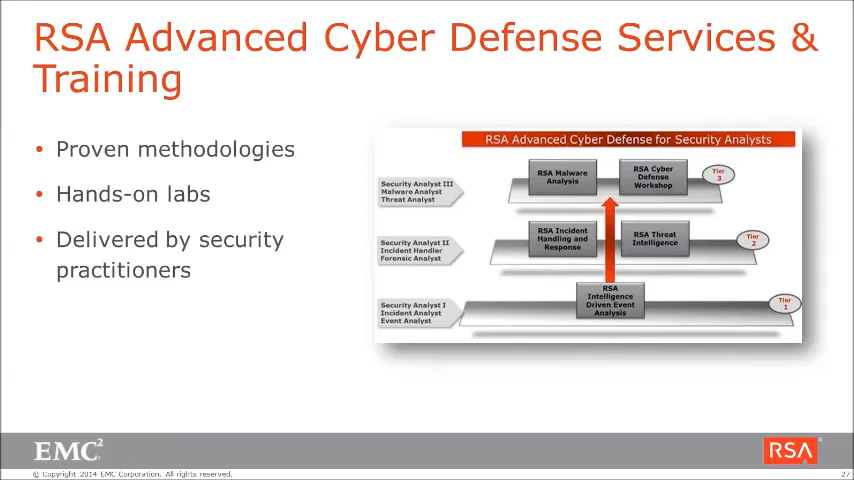 RSA Advanced Cyber Defense Services &
Training
• Proven methodologies
• Hands-on labs
• Delivered by security
practitioners
RSA Advanced Cyber Defense for Security Analysts
Security Analyst III
Malware Analyst
Threat Analyst
RSA Malware
Analysis
RSA Cyber
Defense
Workshop
Tier
3
Security Analyst II
Incident Handler
Forensic Analyst
RSA Incident
Handling and
Response
RSA Threat
Intelligence
Tier
2
Security Analyst I
Incident Analyst
Event Analyst
RSA
Intelligence
Driven Event
Analysis
Tier
1
EMC²
RSA
© Copyright 2014 EMC Corporation. All rights reserved.
27